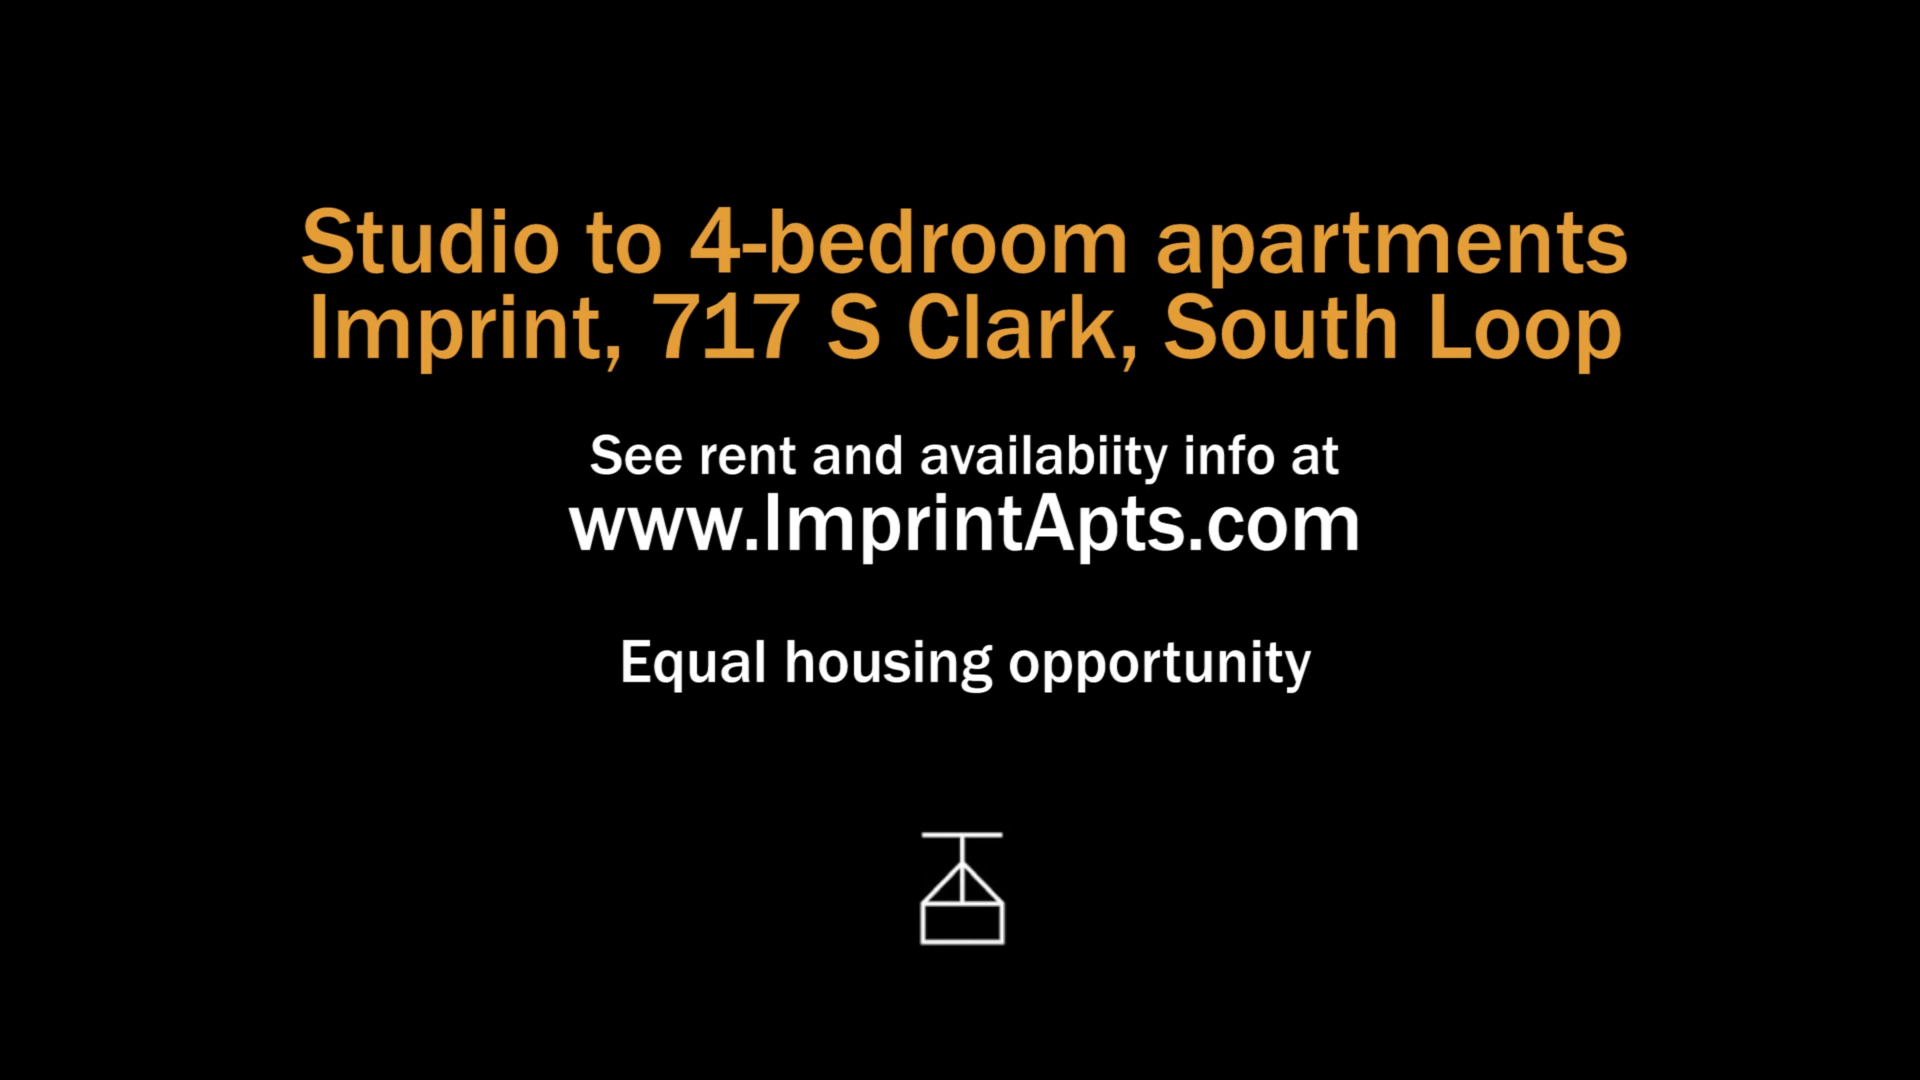 Studio to 4-bedroom apartments
Imprint, 717 S Clark, South Loop
See rent and availabiity info at
www.ImprintApts.com
Equal housing opportunity